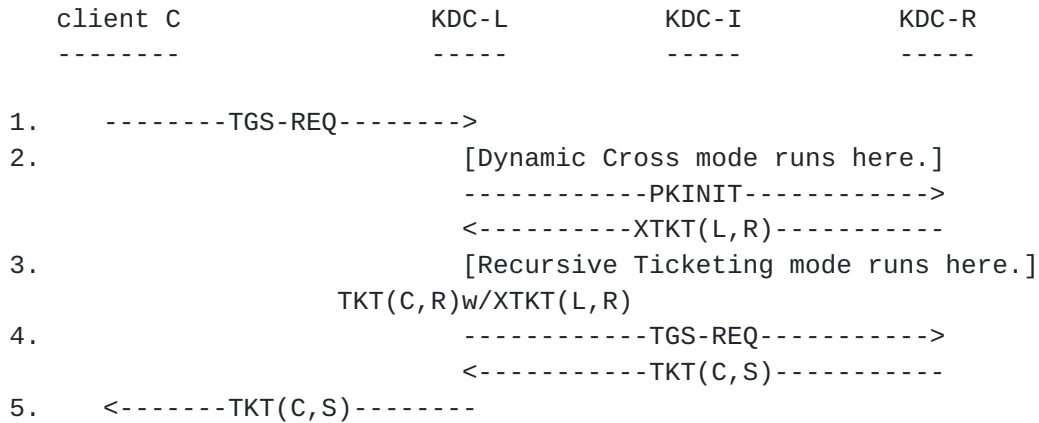 client C                KDC-L          KDC-I          KDC-R
--------                -----          -----          -----
1.    --------TGS-REQ-------->
2.                            [Dynamic Cross mode runs here.]
                              ------------PKINIT------------>
                              <----------XTKT(L,R)-----------
3.                            [Recursive Ticketing mode runs here.]
                      TKT(C,R)w/XTKT(L,R)
4.                            ------------TGS-REQ----------->
                              <-----------TKT(C,S)-----------
5.    <-------TKT(C,S)--------